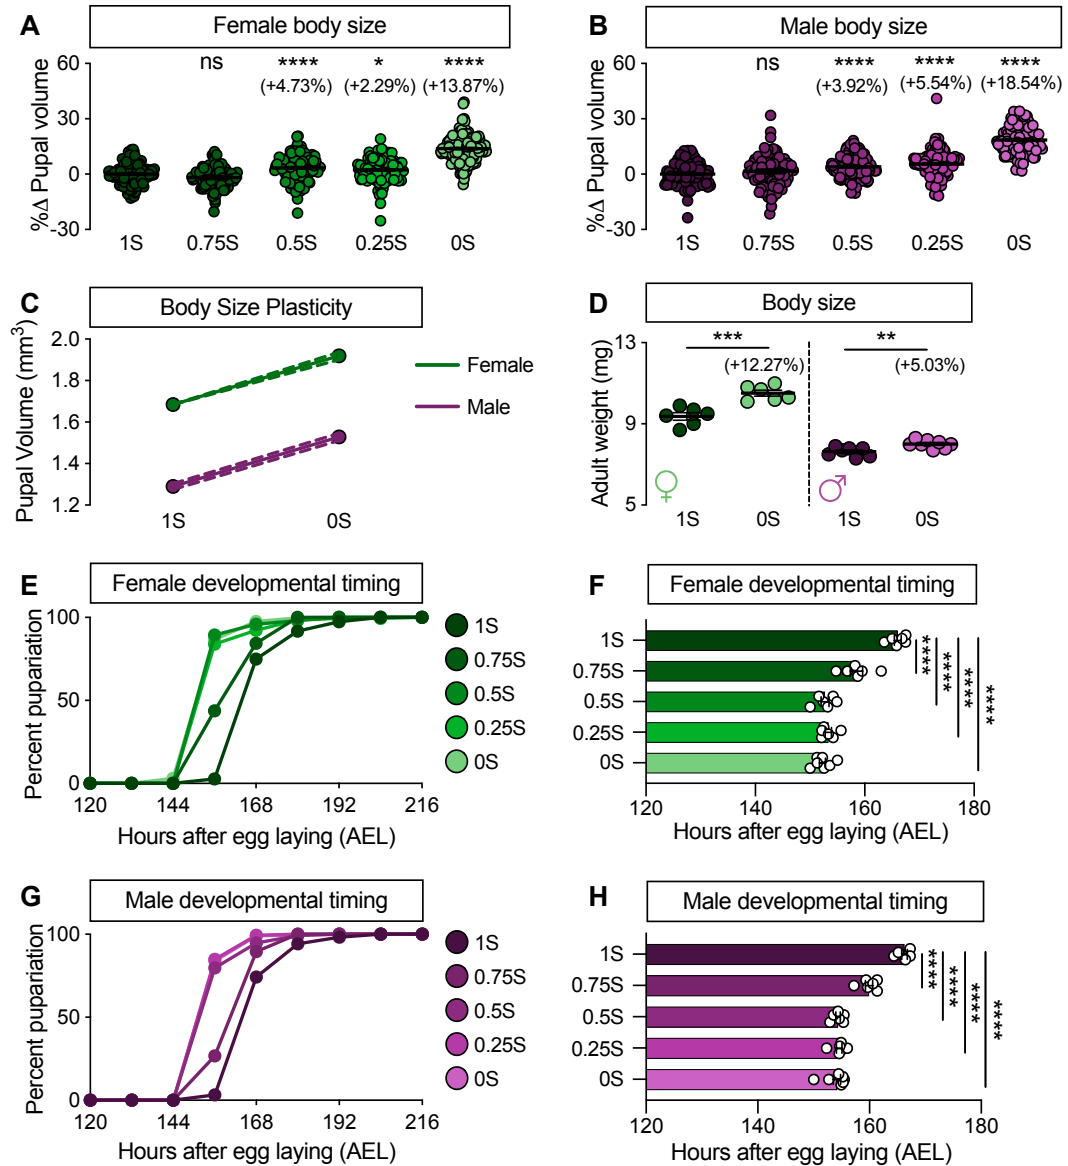 A
Female body size
60
30
0
-30
%Δ Pupal volume
ns
****
(+4.73%)
*
(+2.29%)
****
(+13.87%)
1S
0.75S
0.5S
0.25S
0S
B
Male body size
60
30
0
-30
%Δ Pupal volume
ns
****
(+3.92%)
****
(+5.54%)
****
(+18.54%)
1S
0.75S
0.5S
0.25S
0S
C
Body Size Plasticity
Pupal Volume (mm³)
2.0
1.8
1.6
1.4
1.2
1S
0S
Female
Male
D
Body size
Adult weight (mg)
13
9
5
***
(+12.27%)
**
(+5.03%)
♀
♂
1S
0S
1S
0S
E
Female developmental timing
Percent pupariation
100
50
0
120
144
168
192
216
Hours after egg laying (AEL)
1S
0.75S
0.5S
0.25S
0S
F
Female developmental timing
1S
0.75S
0.5S
0.25S
0S
****
****
****
****
120
140
160
180
Hours after egg laying (AEL)
G
Male developmental timing
Percent pupariation
100
50
0
120
144
168
192
216
Hours after egg laying (AEL)
1S
0.75S
0.5S
0.25S
0S
H
Male developmental timing
1S
0.75S
0.5S
0.25S
0S
****
****
****
****
120
140
160
180
Hours after egg laying (AEL)